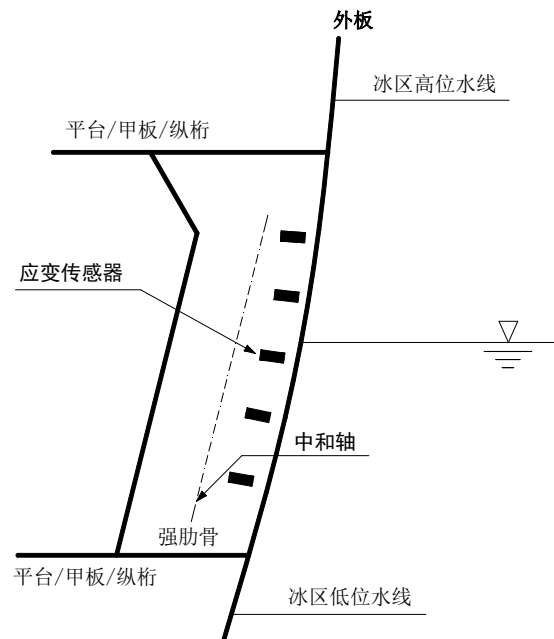 外板
冰区高位水线
平台/甲板/纵桁
应变传感器
中和轴
强肋骨
平台/甲板/纵桁
冰区低位水线